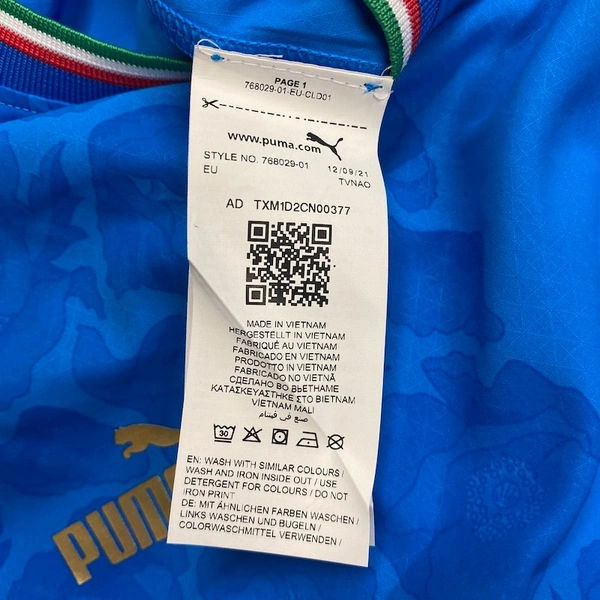 PAGE 1
768029-01-EU-CLD01
www.puma.com
STYLE NO. 768029-01 12/09/21
EU TVNAO
AD TXM1D2CN00377
MADE IN VIETNAM
HERGESTELLT IN VIETNAM
FABRIQUÉ AU VIETNAM
FABRICADO EN VIETNAM
PRODOTTO IN VIETNAM
FABRICADO NO VIETNÃ
СДЕЛАНО ВО ВЬЕТНАМЕ
ΚΑΤΑΣΚΕΥΑΣΤΗΚΕ ΣΤΟ ΒΙΕΤΝΑΜ
VIETNAM MALI
صنع في فيتنام
30
EN: WASH WITH SIMILAR COLOURS /
WASH AND IRON INSIDE OUT / USE
DETERGENT FOR COLOURS / DO NOT
IRON PRINT
DE: MIT ÄHNLICHEN FARBEN WASCHEN /
LINKS WASCHEN UND BÜGELN /
COLORWASCHMITTEL VERWENDEN /
PUMA